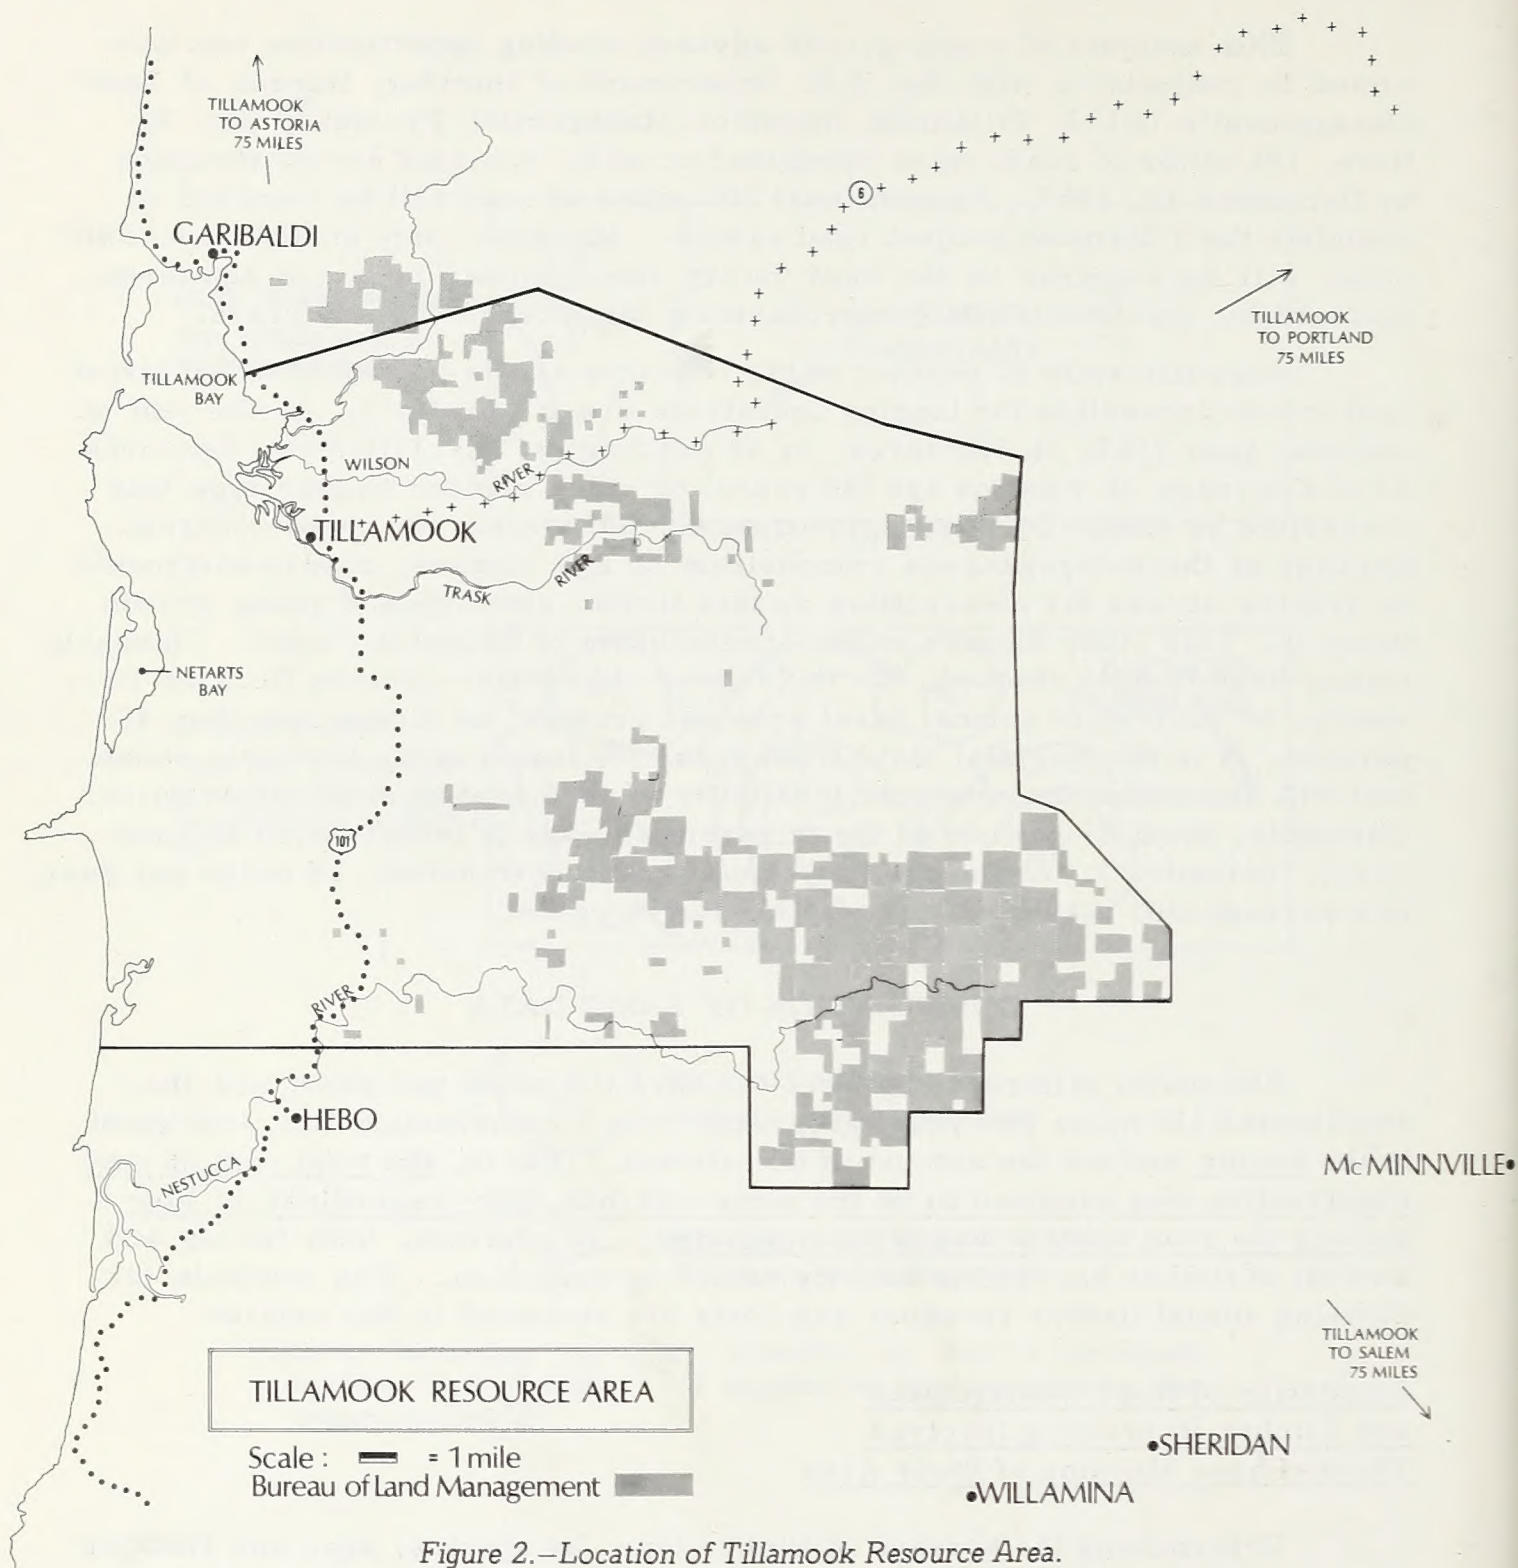 TILLAMOOK
TO ASTORIA
75 MILES
6
GARIBALDI
TILLAMOOK
TO PORTLAND
75 MILES
TILLAMOOK
BAY
WILSON
RIVER
TILLAMOOK
TRASK
RIVER
NETARTS
BAY
101
RIVER
HEBO
NESTUCCA
Mc MINNVILLE
TILLAMOOK
TO SALEM
75 MILES
TILLAMOOK RESOURCE AREA
Scale : = 1 mile
Bureau of Land Management
SHERIDAN
WILLAMINA
Figure 2.—Location of Tillamook Resource Area.